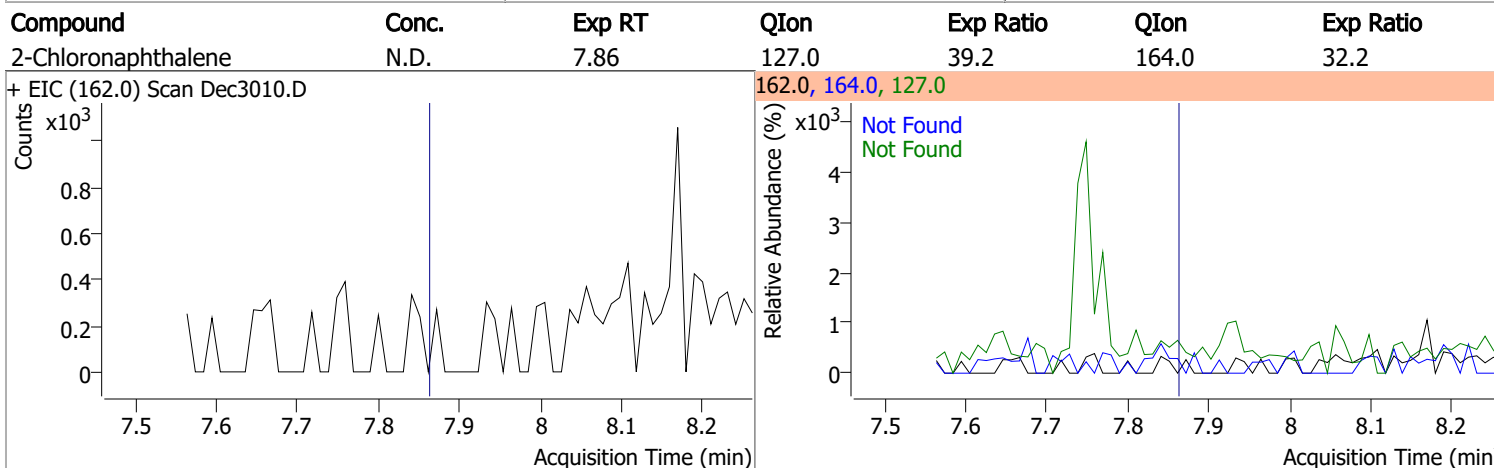 Compound Conc. Exp RT QIon Exp Ratio QIon Exp Ratio
2-Chloronaphthalene N.D. 7.86 127.0 39.2 164.0 32.2
+ EIC (162.0) Scan Dec3010.D
Counts
x10³
0.8
0.6
0.4
0.2
0
7.5 7.6 7.7 7.8 7.9 8 8.1 8.2
Acquisition Time (min)
162.0, 164.0, 127.0
Relative Abundance (%)
x10³
Not Found
Not Found
4
3
2
1
0
7.5 7.6 7.7 7.8 7.9 8 8.1 8.2
Acquisition Time (min)